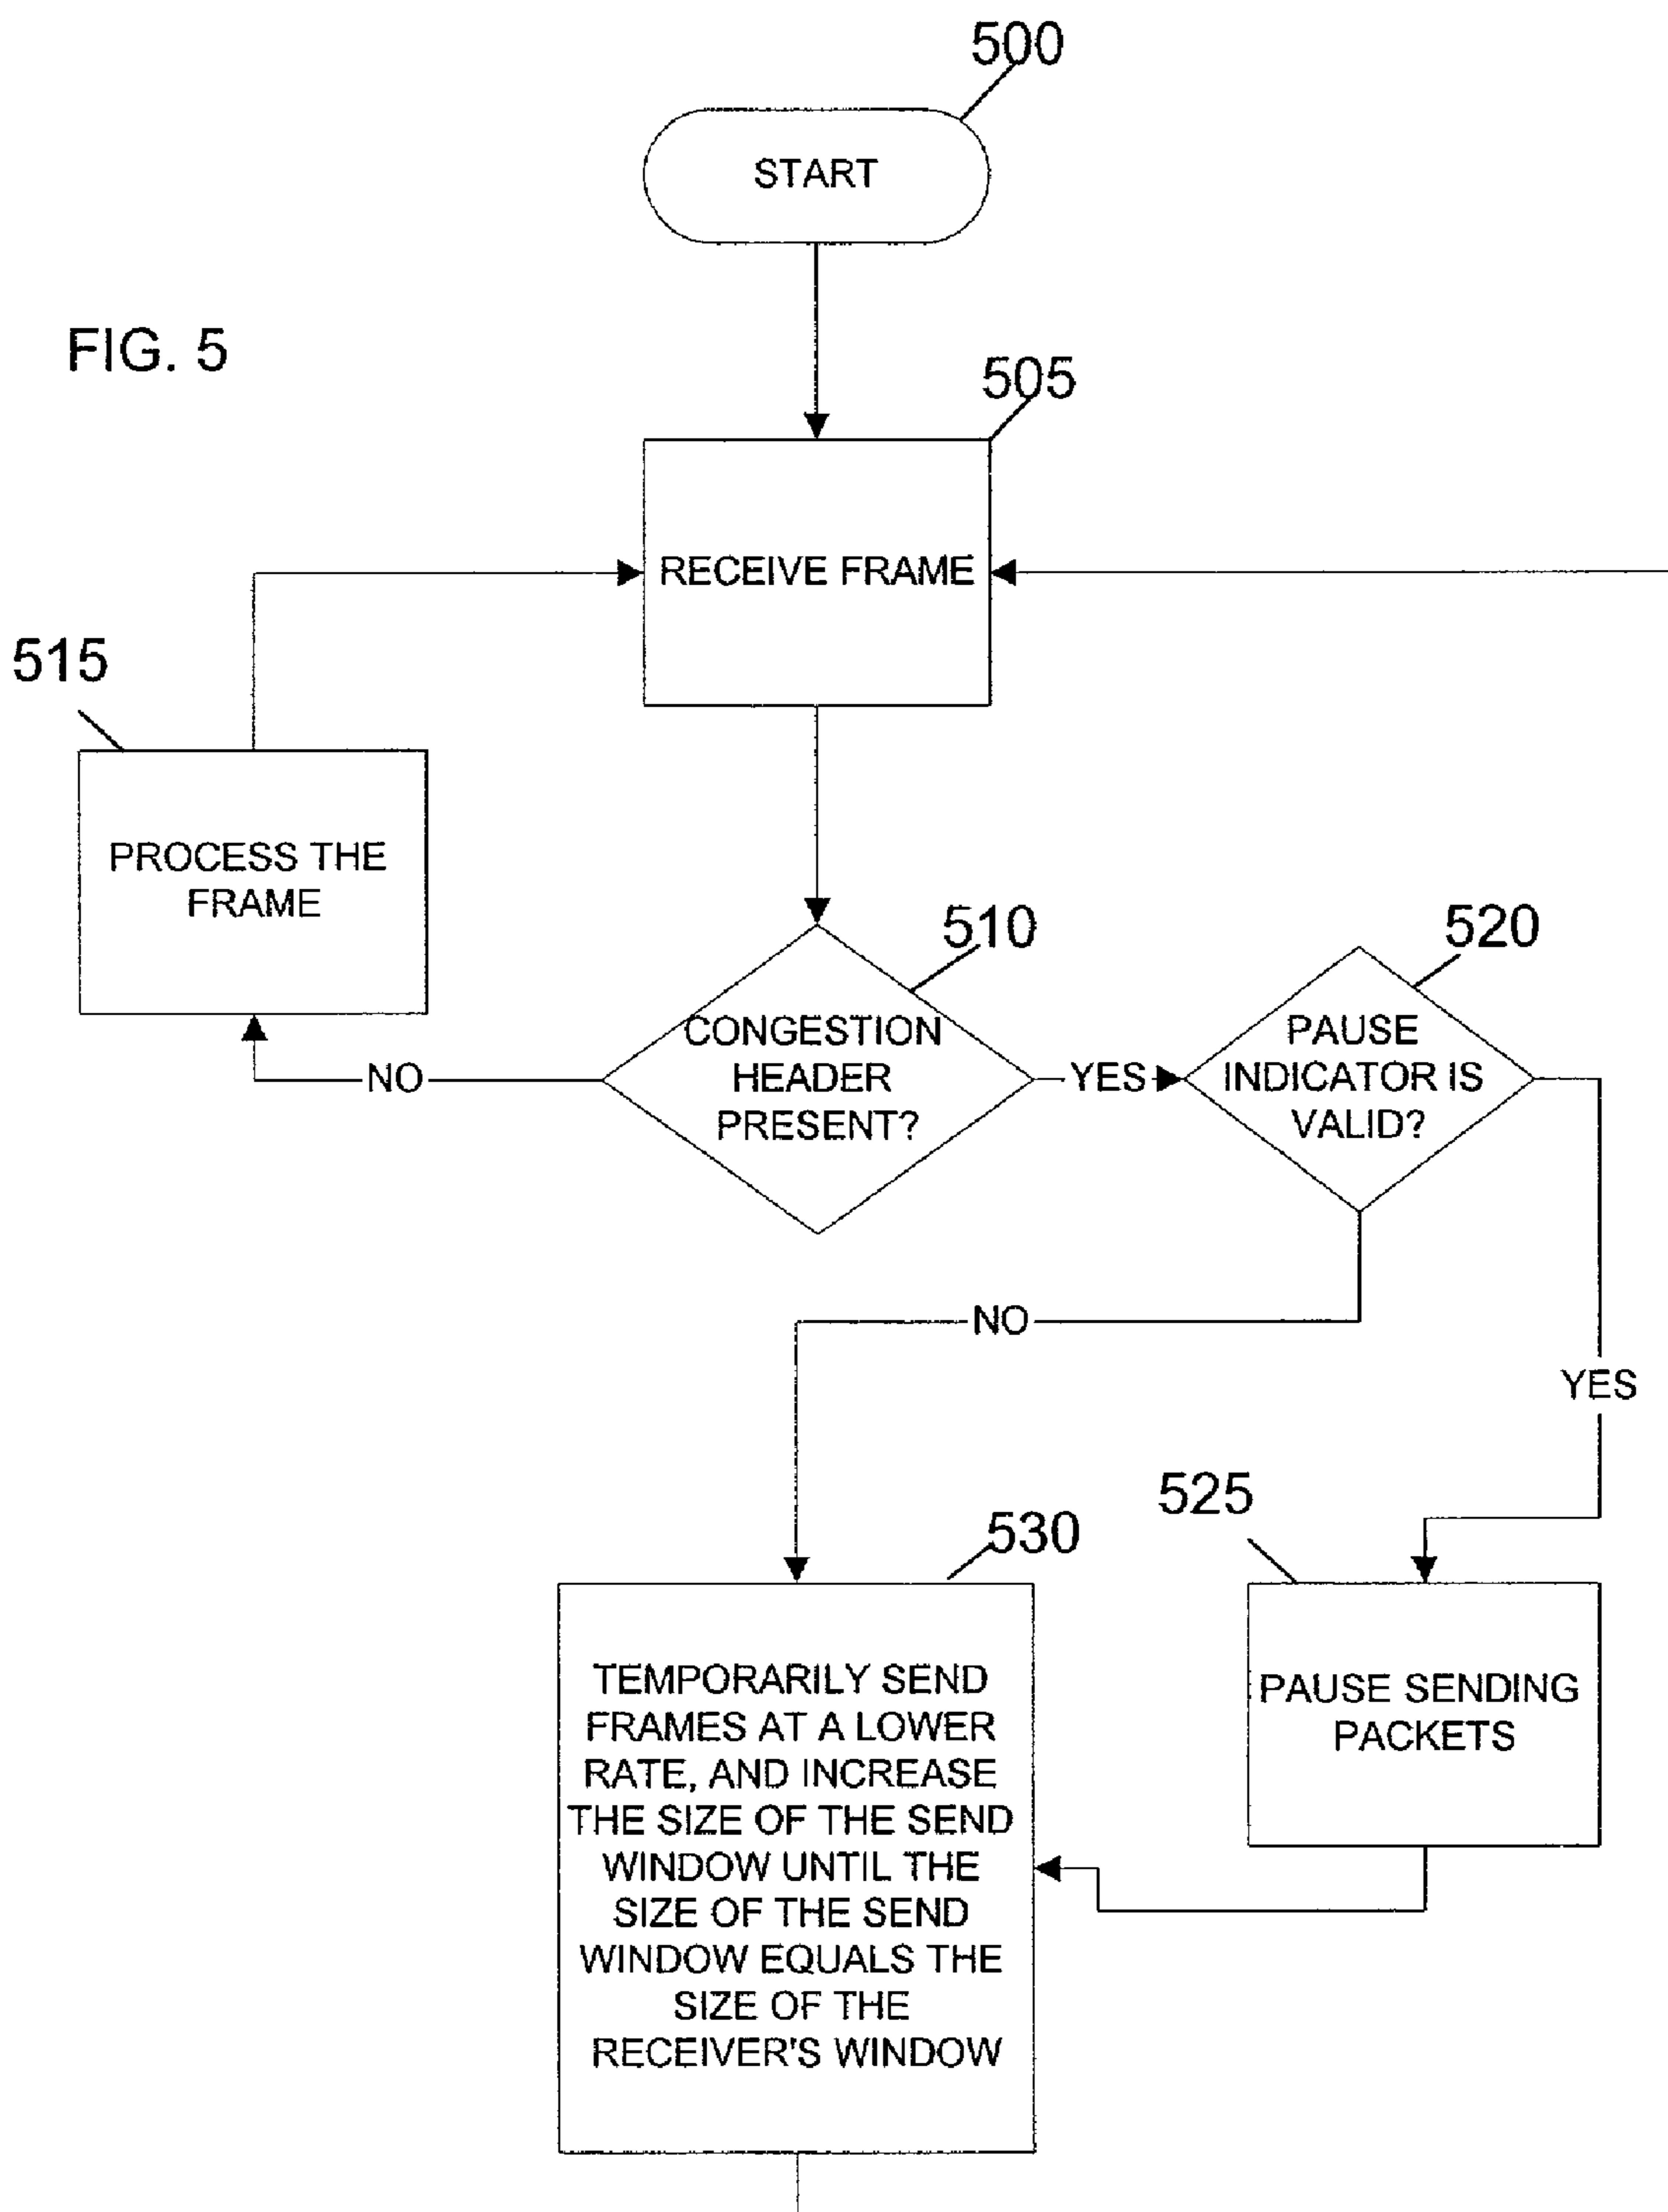 500
START
FIG. 5
505
RECEIVE FRAME
515
PROCESS THE
FRAME
510
520
CONGESTION
HEADER
PRESENT?
NO
YES
PAUSE
INDICATOR IS
VALID?
NO
YES
525
530
TEMPORARILY SEND
FRAMES AT A LOWER
RATE, AND INCREASE
THE SIZE OF THE SEND
WINDOW UNTIL THE
SIZE OF THE SEND
WINDOW EQUALS THE
SIZE OF THE
RECEIVER'S WINDOW
PAUSE SENDING
PACKETS